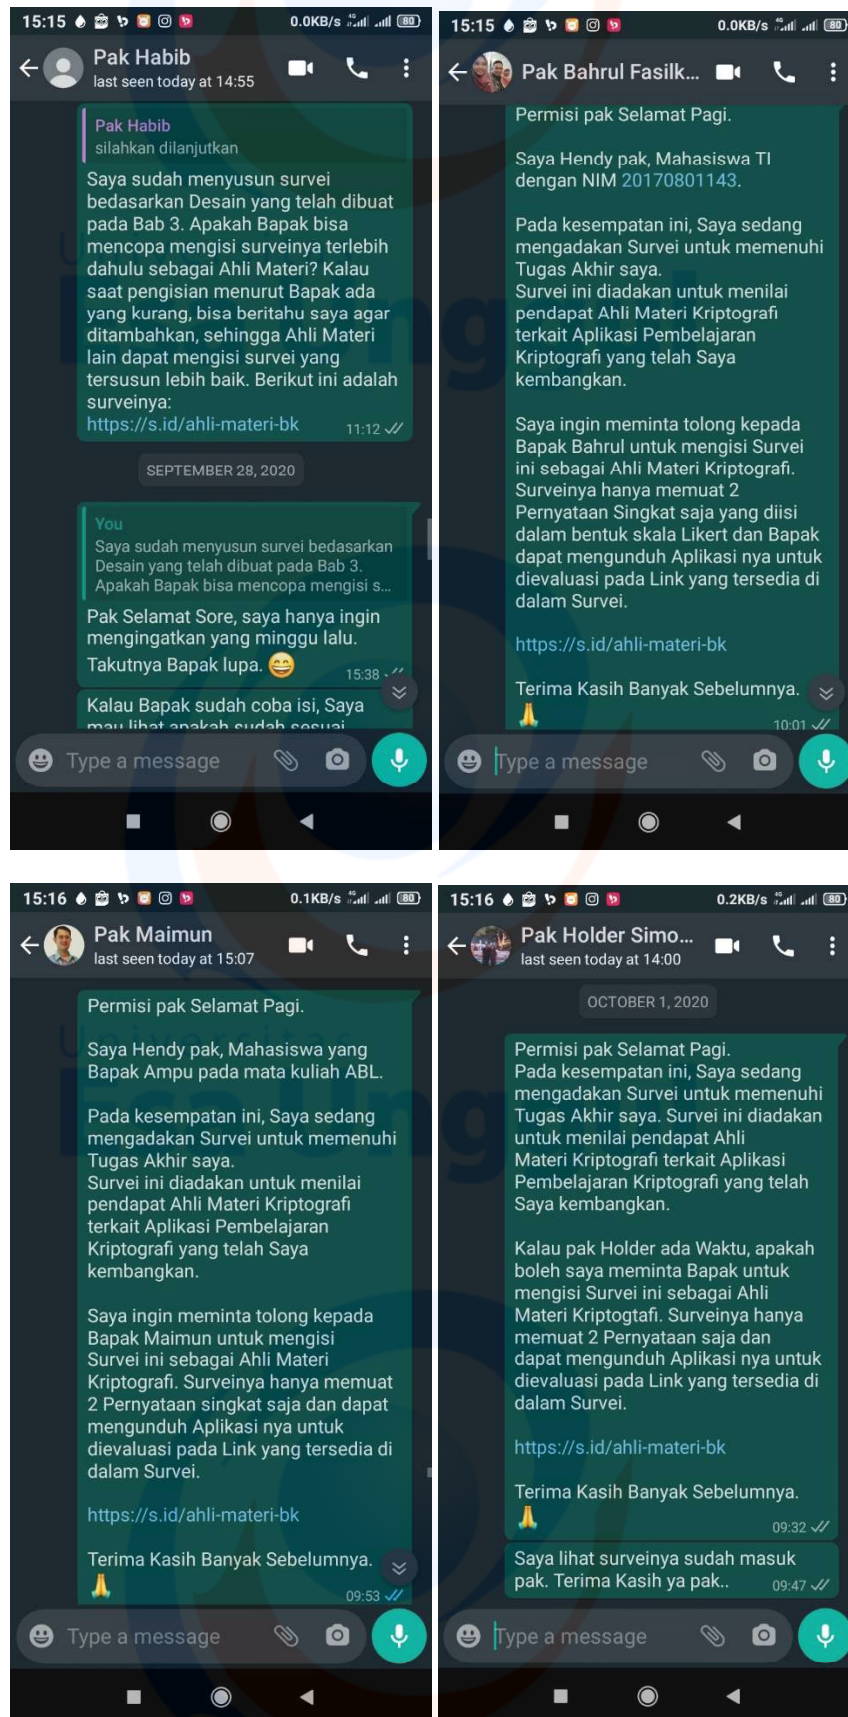 15:15
0.0KB/s
4G
80
Pak Habib
last seen today at 14:55
Pak Habib
silahkan dilanjutkan
Saya sudah menyusun survei
bedasarkan Desain yang telah dibuat
pada Bab 3. Apakah Bapak bisa
mencopa mengisi surveinya terlebih
dahulu sebagai Ahli Materi? Kalau
saat pengisian menurut Bapak ada
yang kurang, bisa beritahu saya agar
ditambahkan, sehingga Ahli Materi
lain dapat mengisi survei yang
tersusun lebih baik. Berikut ini adalah
surveinya:
https://s.id/ahli-materi-bk
11:12
SEPTEMBER 28, 2020
You
Saya sudah menyusun survei bedasarkan
Desain yang telah dibuat pada Bab 3.
Apakah Bapak bisa mencopa mengisi s...
Pak Selamat Sore, saya hanya ingin
mengingatkan yang minggu lalu.
Takutnya Bapak lupa. 😄
15:38
Kalau Bapak sudah coba isi, Saya
mau lihat apakah sudah sesuai
Type a message
15:15
0.0KB/s
4G
80
Pak Bahrul Fasilk...
Permisi pak Selamat Pagi.
Saya Hendy pak, Mahasiswa TI
dengan NIM 20170801143.
Pada kesempatan ini, Saya sedang
mengadakan Survei untuk memenuhi
Tugas Akhir saya.
Survei ini diadakan untuk menilai
pendapat Ahli Materi Kriptografi
terkait Aplikasi Pembelajaran
Kriptografi yang telah Saya
kembangkan.
Saya ingin meminta tolong kepada
Bapak Bahrul untuk mengisi Survei
ini sebagai Ahli Materi Kriptografi.
Surveinya hanya memuat 2
Pernyataan Singkat saja yang diisi
dalam bentuk skala Likert dan Bapak
dapat mengunduh Aplikasi nya untuk
dievaluasi pada Link yang tersedia di
dalam Survei.
https://s.id/ahli-materi-bk
Terima Kasih Banyak Sebelumnya.
🙏
10:01
Type a message
15:16
0.1KB/s
4G
80
Pak Maimun
last seen today at 15:07
Permisi pak Selamat Pagi.
Saya Hendy pak, Mahasiswa yang
Bapak Ampu pada mata kuliah ABL.
Pada kesempatan ini, Saya sedang
mengadakan Survei untuk memenuhi
Tugas Akhir saya.
Survei ini diadakan untuk menilai
pendapat Ahli Materi Kriptografi
terkait Aplikasi Pembelajaran
Kriptografi yang telah Saya
kembangkan.
Saya ingin meminta tolong kepada
Bapak Maimun untuk mengisi
Survei ini sebagai Ahli Materi
Kriptografi. Surveinya hanya memuat
2 Pernyataan singkat saja dan dapat
mengunduh Aplikasi nya untuk
dievaluasi pada Link yang tersedia di
dalam Survei.
https://s.id/ahli-materi-bk
Terima Kasih Banyak Sebelumnya.
🙏
09:53
Type a message
15:16
0.2KB/s
4G
80
Pak Holder Simo...
last seen today at 14:00
OCTOBER 1, 2020
Permisi pak Selamat Pagi.
Pada kesempatan ini, Saya sedang
mengadakan Survei untuk memenuhi
Tugas Akhir saya. Survei ini diadakan
untuk menilai pendapat Ahli
Materi Kriptografi terkait Aplikasi
Pembelajaran Kriptografi yang telah
Saya kembangkan.
Kalau pak Holder ada Waktu, apakah
boleh saya meminta Bapak untuk
mengisi Survei ini sebagai Ahli
Materi Kriptogtafi. Surveinya hanya
memuat 2 Pernyataan saja dan
dapat mengunduh Aplikasi nya untuk
dievaluasi pada Link yang tersedia di
dalam Survei.
https://s.id/ahli-materi-bk
Terima Kasih Banyak Sebelumnya.
🙏
09:32
Saya lihat surveinya sudah masuk
pak. Terima Kasih ya pak..
09:47
Type a message